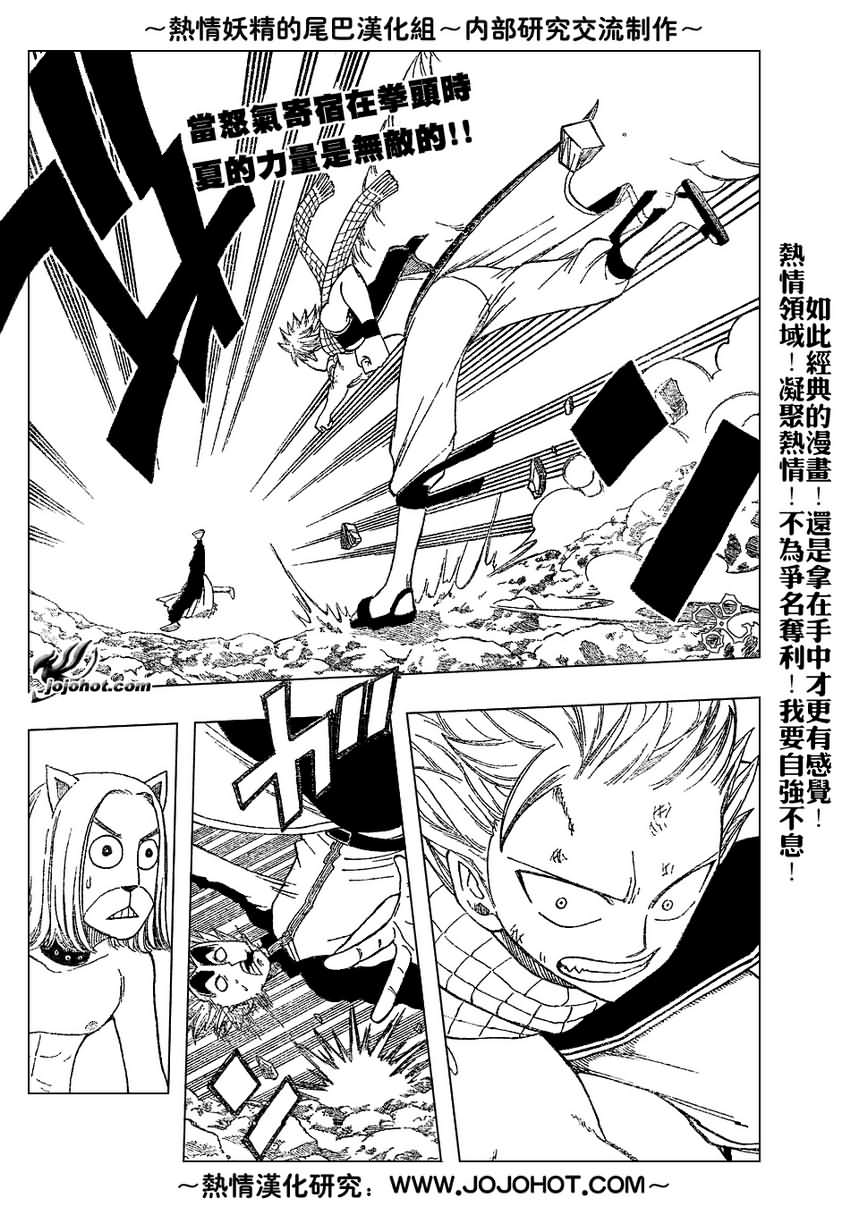 ~熱情妖精的尾巴漢化組~内部研究交流制作~
當怒氣寄宿在拳頭時
夏的力量是無敵的!!
如此經典的漫畫!還是拿在手中才更有感覺!
熱情領域!凝聚熱情!不為爭名奪利!我要自強不息!
jojohot.com
~熱情漢化研究：WWW.JOJOHOT.COM~